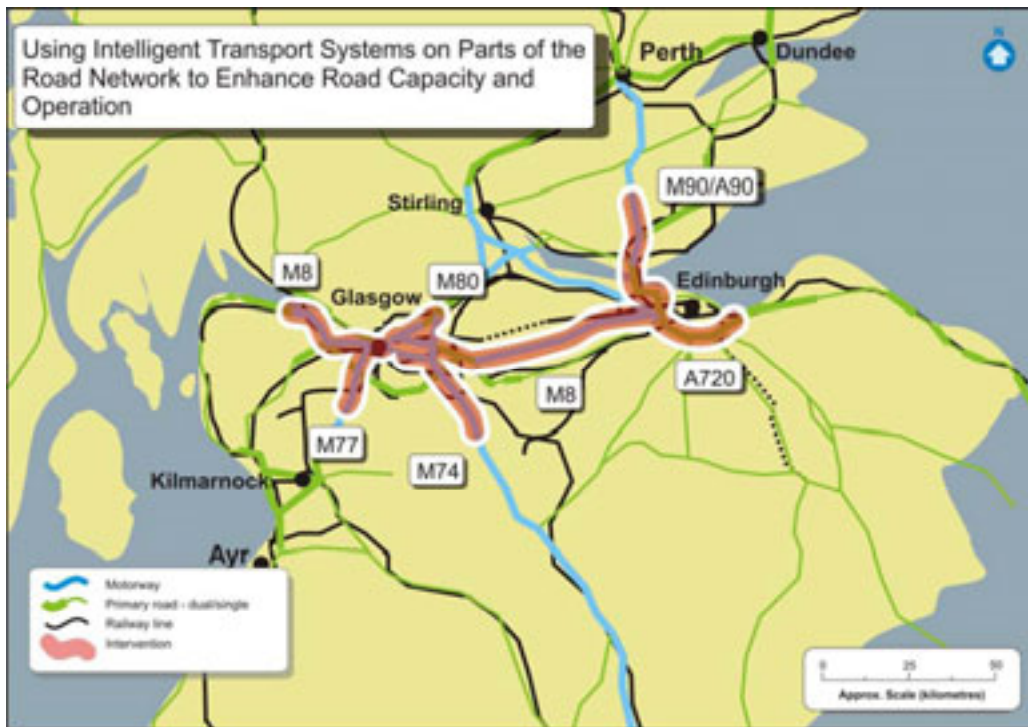 Using Intelligent Transport Systems on Parts of the
Road Network to Enhance Road Capacity and
Operation
N
Perth
Dundee
M90/A90
Stirling
M8
M80
Glasgow
Edinburgh
M8
A720
M77
M74
Kilmarnock
Ayr
Motorway
Primary road - dual/single
Railway line
Intervention
0 25 50
Approx. Scale (kilometres)